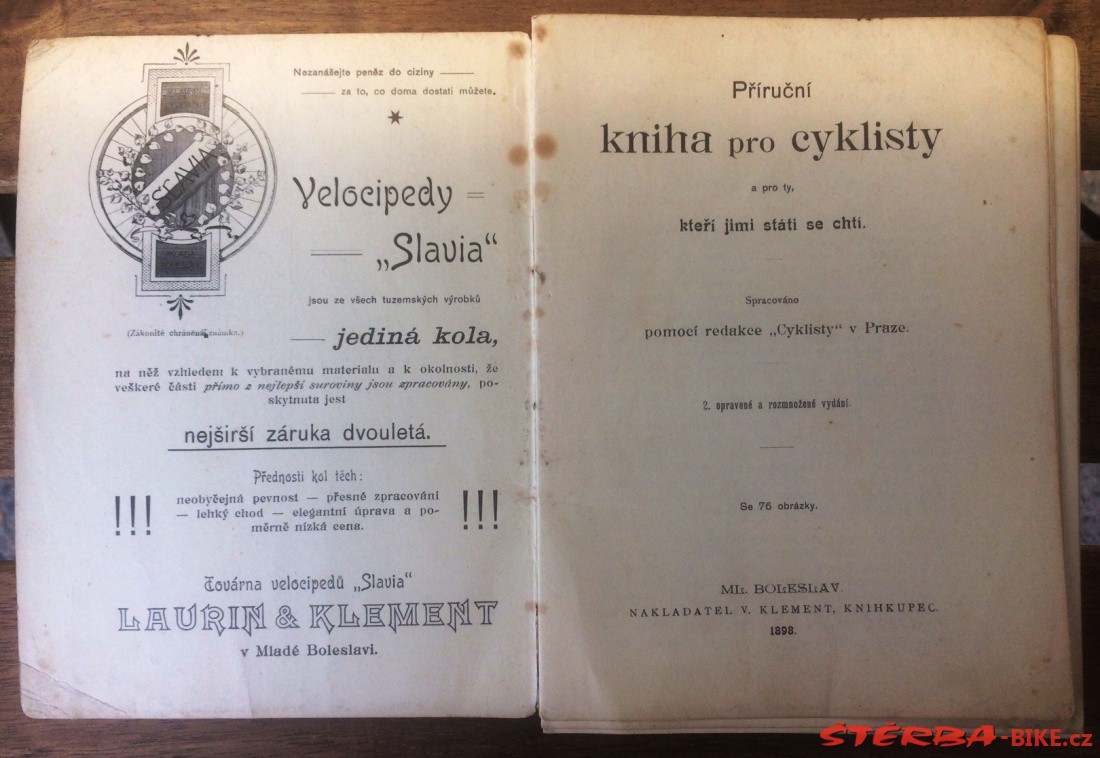 Nezanášejte peněz do ciziny
za to, co doma dostati můžete.
SLAVIA
Velocipedy
„Slavia“
jsou ze všech tuzemských výrobků
(Zákonitě chráněná známka.)
jediná kola,
na něž vzhledem k vybranému materialu a k okolnosti, že
veškeré části přímo z nejlepší suroviny jsou zpracovány, po-
skytnuta jest
nejširší záruka dvouletá.
Přednosti kol těch:
!!!
neobyčejná pevnost — přesné zpracování
— lehký chod — elegantní úprava a po-
měrně nízká cena.
!!!
Továrna velocipedů „Slavia“
LAURIN & KLEMENT
v Mladé Boleslavi.
Příruční
kniha pro cyklisty
a pro ty,
kteří jimi státi se chtí.
Spracováno
pomocí redakce „Cyklisty“ v Praze.
2. opravené a rozmnožené vydání.
Se 76 obrázky.
ML. BOLESLAV.
NAKLADATEL V. KLEMENT, KNIHKUPEC.
1898.
ŠTĚRBA-BIKE.cz